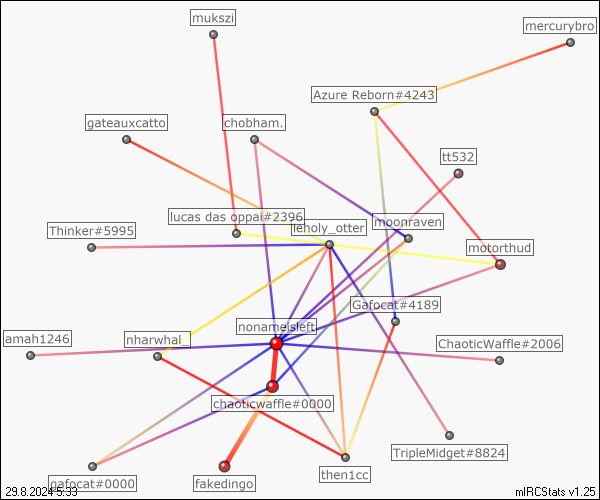 mukszi
mercurybro
Azure Reborn#4243
gateauxcatto
chobham.
tt532
lucas das oppai#2396
moonraven
Thinker#5995
leholy_otter
motorthud
Gafocat#4189
nonameisleft
amah1246
nharwhal_
ChaoticWaffle#2006
chaoticwaffle#0000
TripleMidget#8824
then1cc
gafocat#0000
fakedingo
29.8.2024 5:33
mIRCStats v1.25